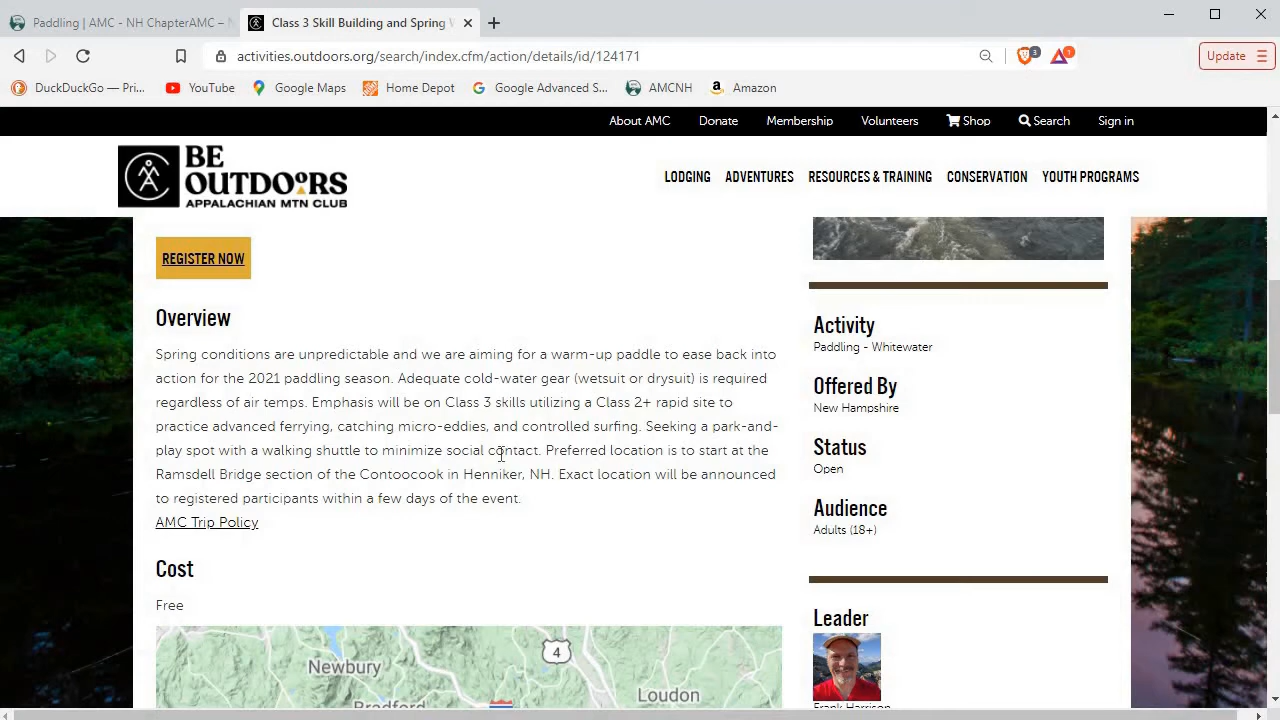 Paddling | AMC - NH ChapterAMC –
Class 3 Skill Building and Spring
activities.outdoors.org/search/index.cfm/action/details/id/124171
3
1
Update
DuckDuckGo — Pri...
YouTube
Google Maps
Home Depot
Google Advanced S...
AMCNH
Amazon
About AMC
Donate
Membership
Volunteers
Shop
Search
Sign in
BE
OUTDOORS
APPALACHIAN MTN CLUB
LODGING
ADVENTURES
RESOURCES & TRAINING
CONSERVATION
YOUTH PROGRAMS
REGISTER NOW
Overview
Spring conditions are unpredictable and we are aiming for a warm-up paddle to ease back into
action for the 2021 paddling season. Adequate cold-water gear (wetsuit or drysuit) is required
regardless of air temps. Emphasis will be on Class 3 skills utilizing a Class 2+ rapid site to
practice advanced ferrying, catching micro-eddies, and controlled surfing. Seeking a park-and-
play spot with a walking shuttle to minimize social contact. Preferred location is to start at the
Ramsdell Bridge section of the Contoocook in Henniker, NH. Exact location will be announced
to registered participants within a few days of the event.
AMC Trip Policy
Cost
Free
Newbury
4
Bradford
Loudon
Activity
Paddling - Whitewater
Offered By
New Hampshire
Status
Open
Audience
Adults (18+)
Leader
Frank Harrison